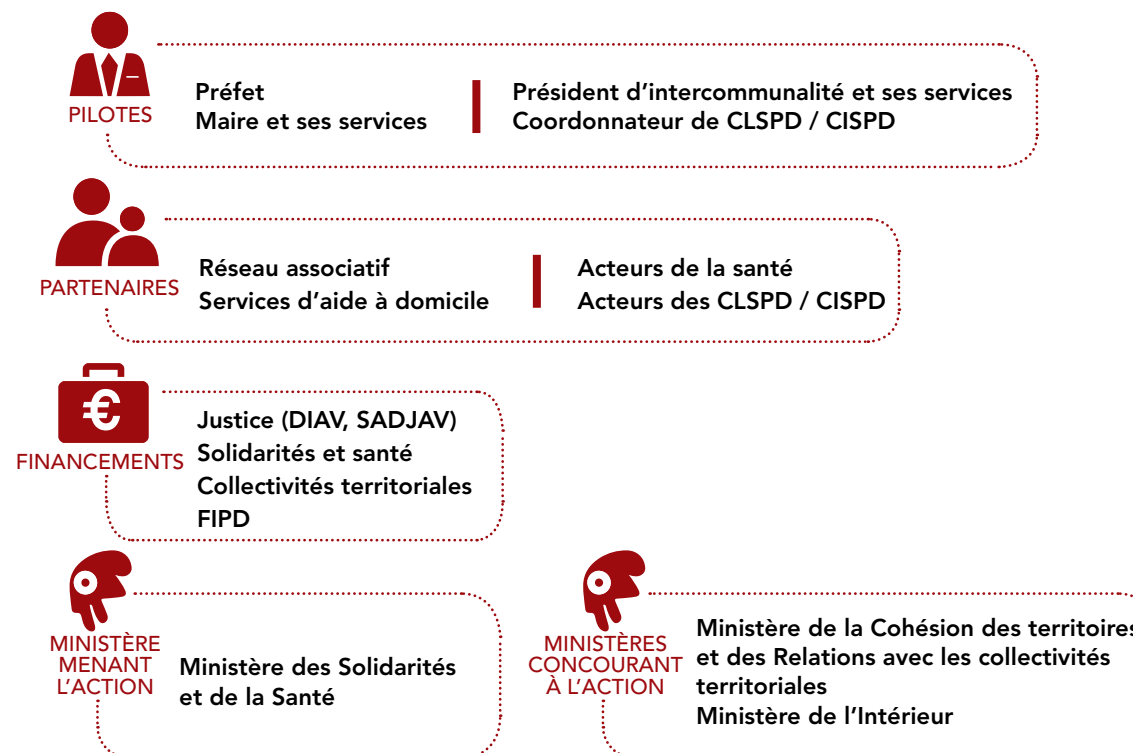 PILOTES
Préfet
Maire et ses services
Président d'intercommunalité et ses services
Coordonnateur de CLSPD / CISPD
PARTENAIRES
Réseau associatif
Services d'aide à domicile
Acteurs de la santé
Acteurs des CLSPD / CISPD
€
FINANCEMENTS
Justice (DIAV, SADJAV)
Solidarités et santé
Collectivités territoriales
FIPD
MINISTÈRE
MENANT
L'ACTION
Ministère des Solidarités
et de la Santé
MINISTÈRES
CONCOURANT
À L'ACTION
Ministère de la Cohésion des territoires
et des Relations avec les collectivités
territoriales
Ministère de l'Intérieur